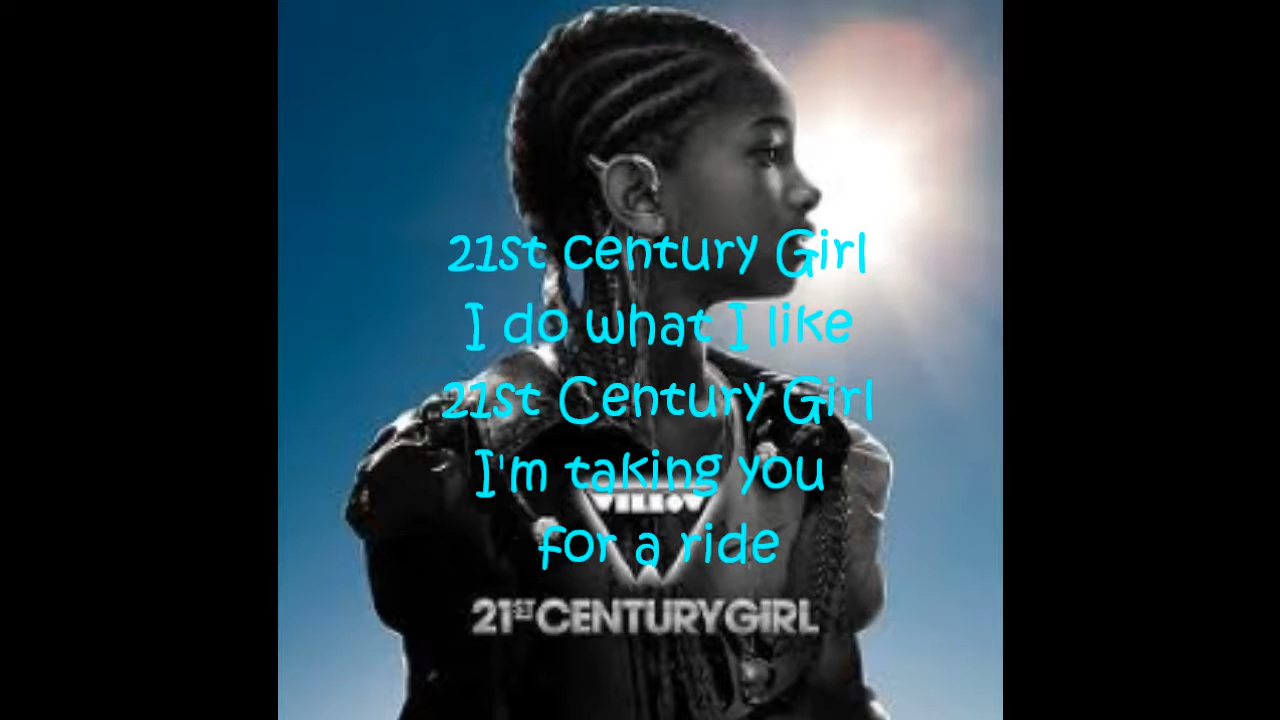 21st century Girl
I do what I like
21st Century Girl
I'm taking you
WILLOW
for a ride
21ST CENTURY GIRL